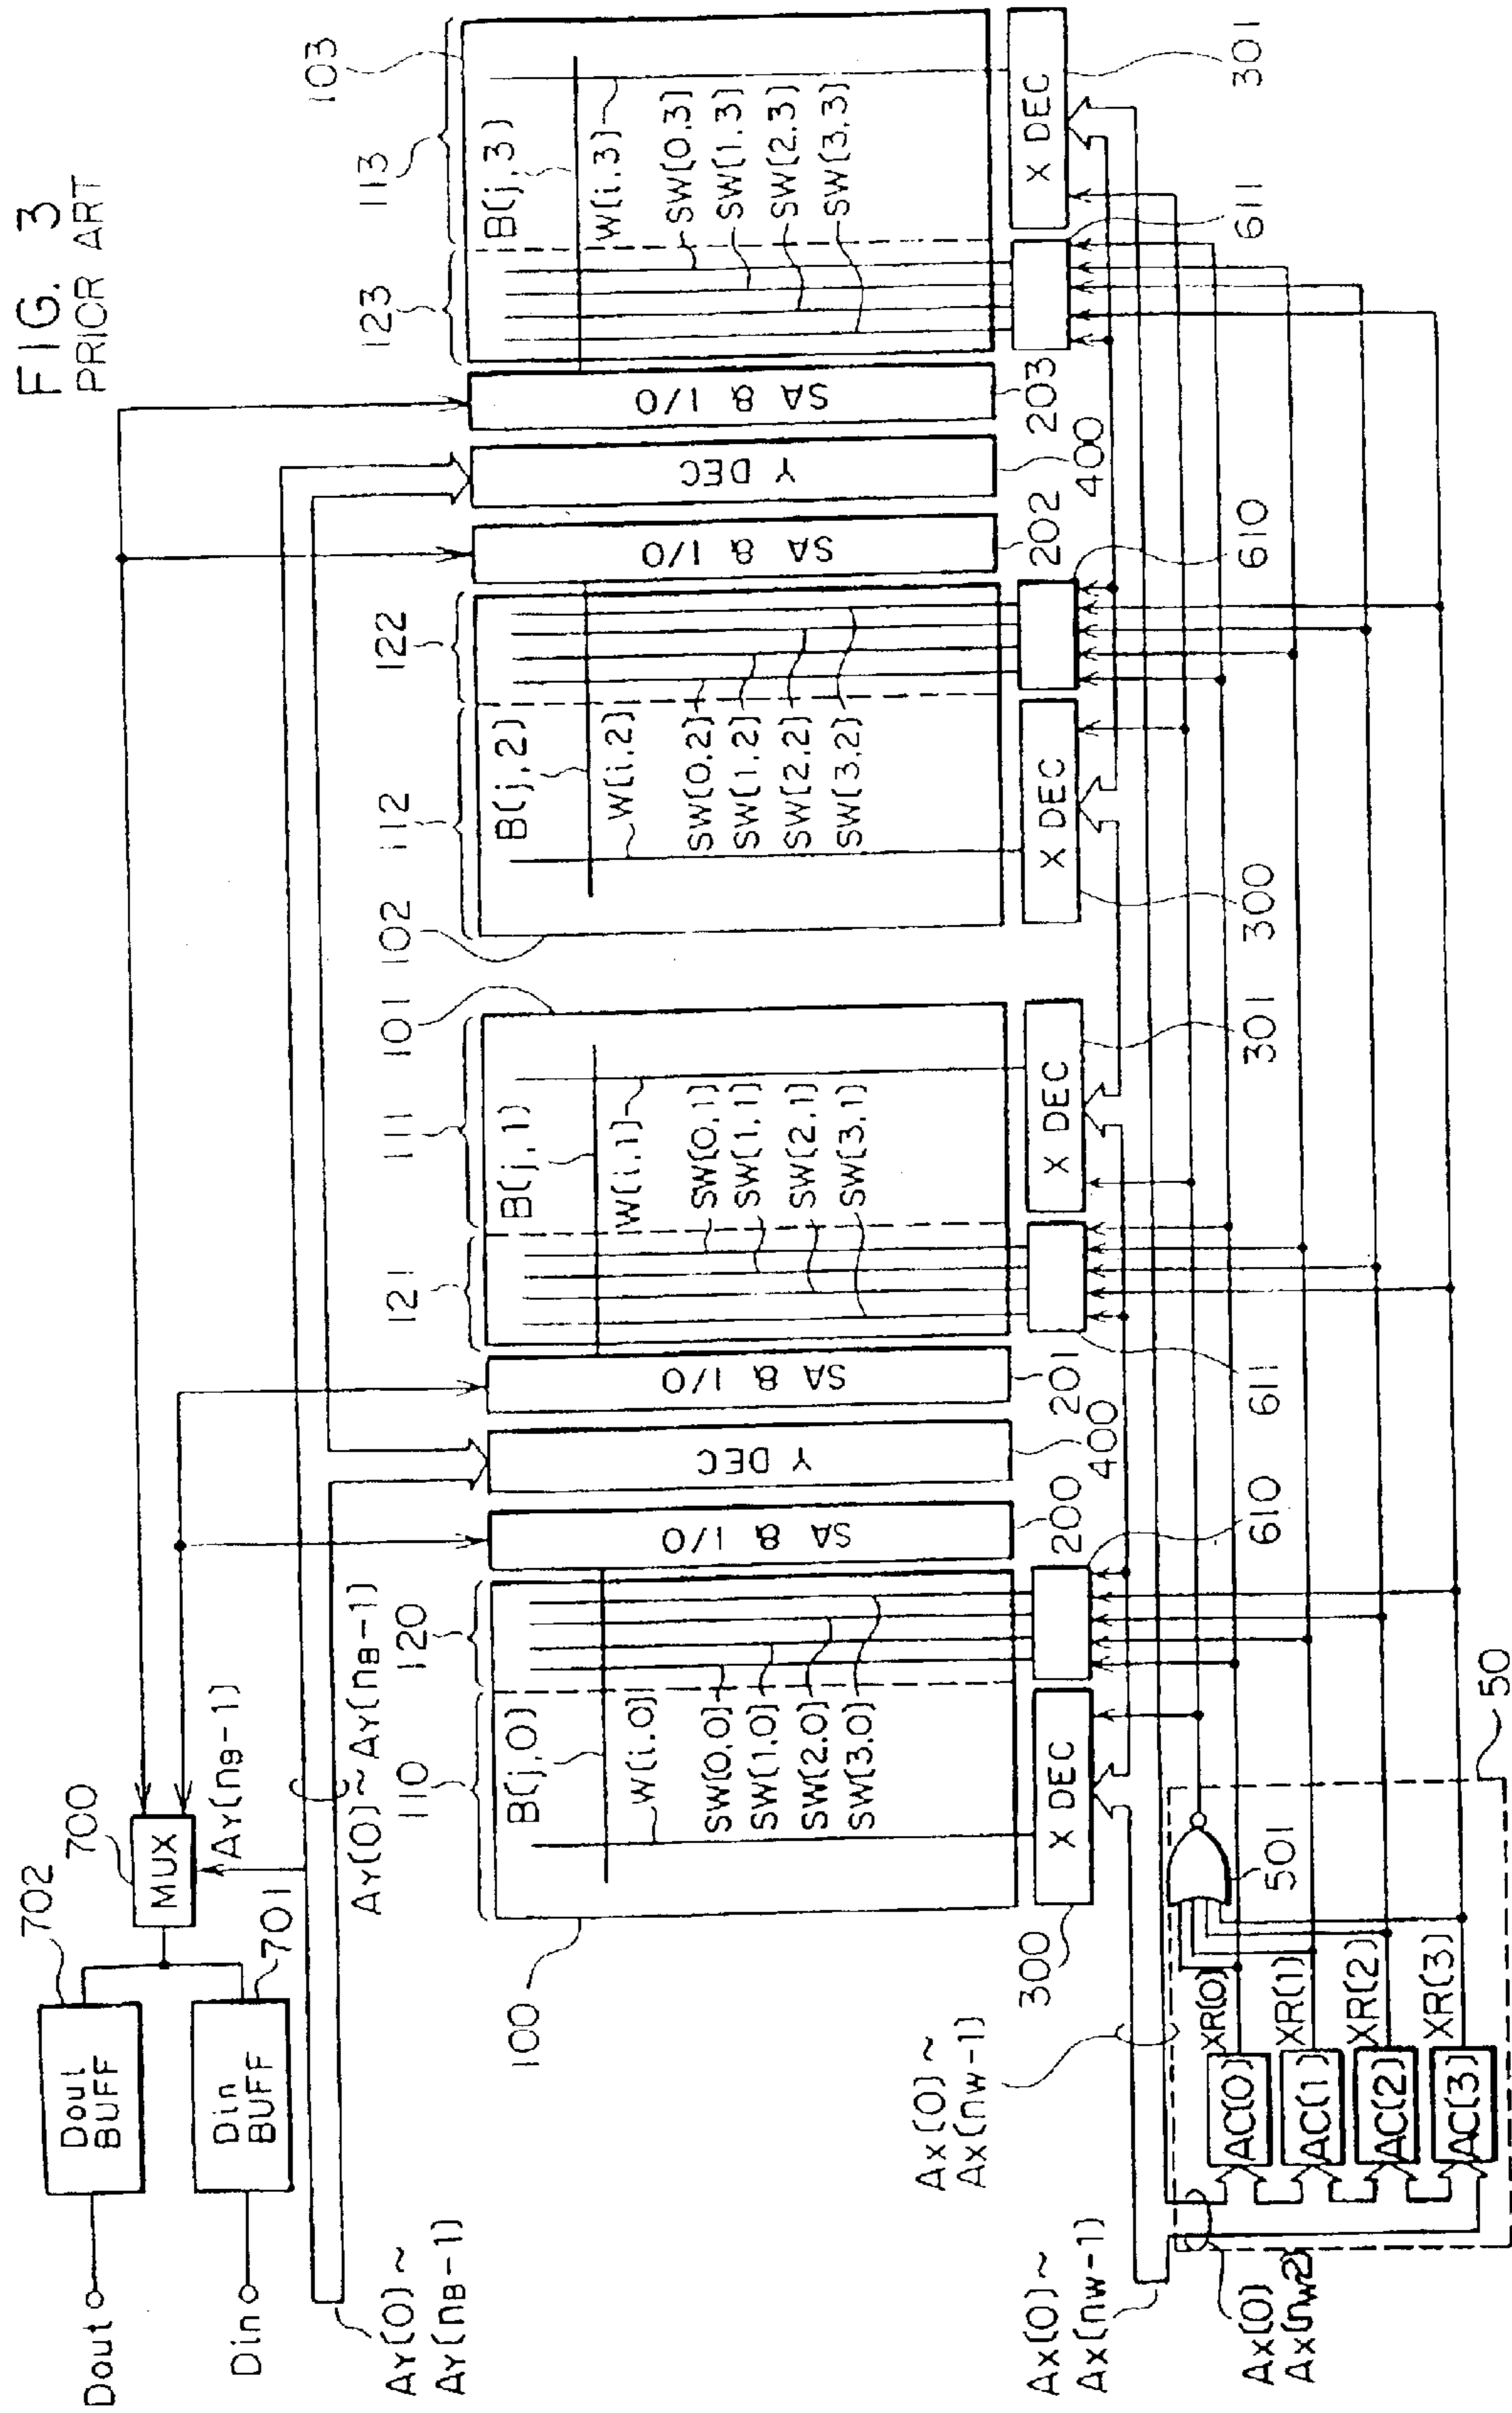 FIG. 3
PRIOR ART
Dout
Dout
BUFF
702
Din
Din
BUFF
701
MUX
700
AY(nB-1)
AY(0)~
AY(nB-1)
AY(0)~AY(nB-1)
110
120
121
111
101
102
112
122
123
113
103
100
B(j,0)
W(i,0)
SW(0,0)
SW(1,0)
SW(2,0)
SW(3,0)
SA & I/O
Y DEC
SA & I/O
B(j,1)
W(i,1)
SW(0,1)
SW(1,1)
SW(2,1)
SW(3,1)
B(j,2)
W(i,2)
SW(0,2)
SW(1,2)
SW(2,2)
SW(3,2)
SA & I/O
Y DEC
SA & I/O
B(j,3)
W(i,3)
SW(0,3)
SW(1,3)
SW(2,3)
SW(3,3)
300
X DEC
200
400
201
X DEC
X DEC
202
400
203
X DEC
610
611
301
300
610
611
301
Ax(0)~
Ax(nw-1)
Ax(0)~
Ax(nw-1)
Ax(0)
Ax(nw2)
AC(0)
XR(0)
AC(1)
XR(1)
AC(2)
XR(2)
AC(3)
XR(3)
501
50